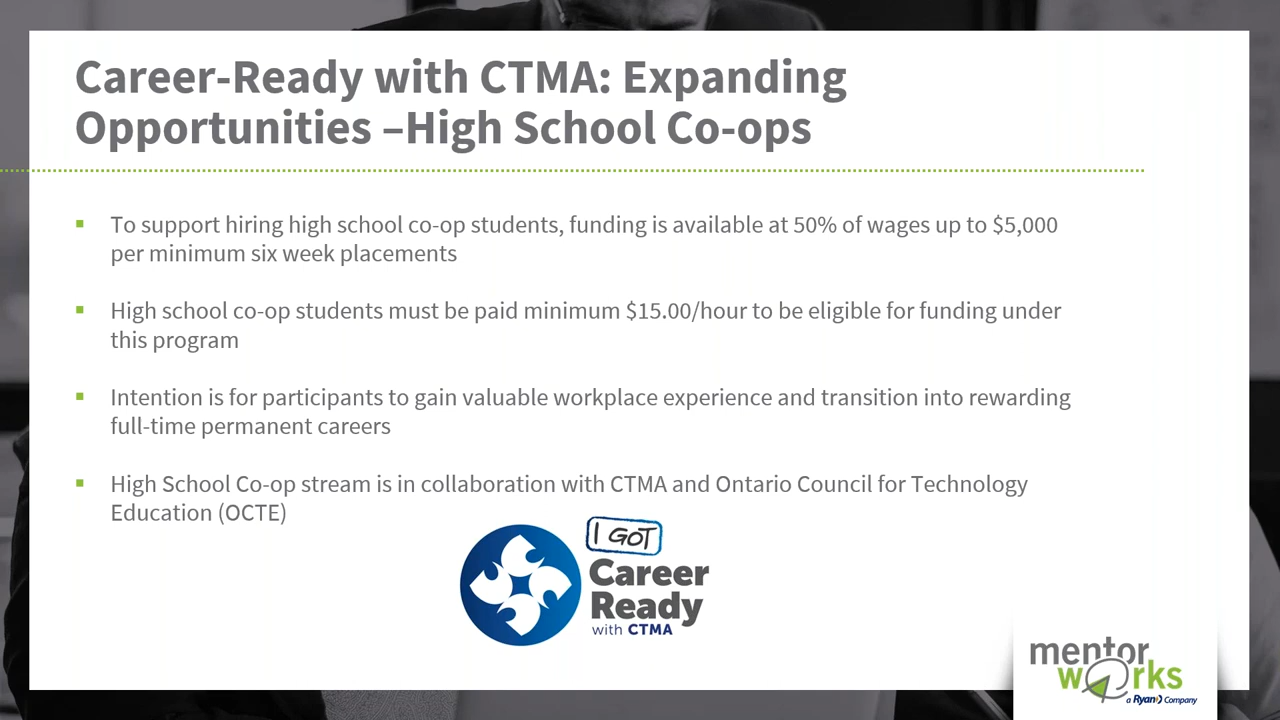 Career-Ready with CTMA: Expanding
Opportunities –High School Co-ops
To support hiring high school co-op students, funding is available at 50% of wages up to $5,000
per minimum six week placements
High school co-op students must be paid minimum $15.00/hour to be eligible for funding under
this program
Intention is for participants to gain valuable workplace experience and transition into rewarding
full-time permanent careers
High School Co-op stream is in collaboration with CTMA and Ontario Council for Technology
Education (OCTE)
I GOT
Career
Ready
with CTMA
mentor
works
a Ryan Company